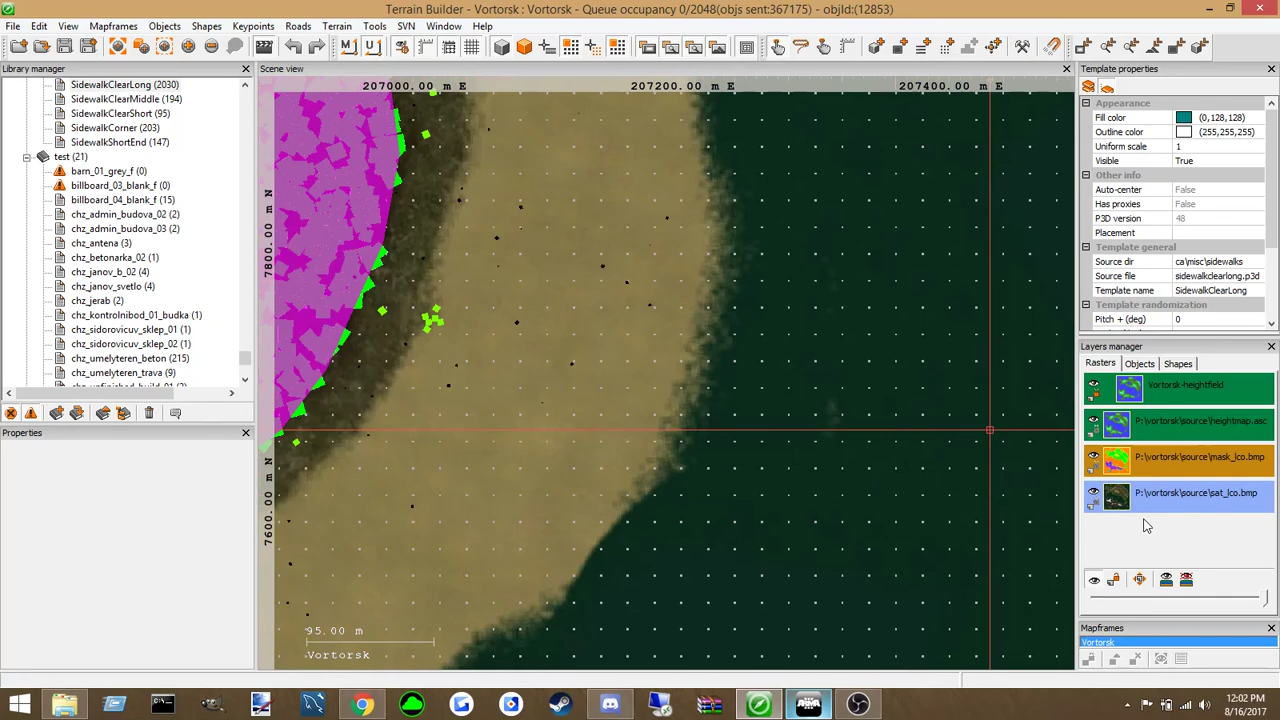 Terrain Builder - Vortorsk : Vortorsk - Queue occupancy 0/2048(objs sent:367175) - objId:(12853)
File Edit View Mapframes Objects Shapes Keypoints Roads Terrain Tools SVN Window Help
Library manager
SidewalkClearLong (2030)
SidewalkClearMiddle (194)
SidewalkClearShort (95)
SidewalkCorner (203)
SidewalkShortEnd (147)
test (21)
barn_01_grey_f (0)
billboard_03_blank_f (0)
billboard_04_blank_f (15)
chz_admin_budova_02 (2)
chz_admin_budova_03 (2)
chz_antena (3)
chz_betonarka_02 (1)
chz_janov_b_02 (4)
chz_janov_svetlo (4)
chz_jerab (2)
chz_kontrolnibod_01_budka (1)
chz_sidorovicuv_sklep_01 (1)
chz_sidorovicuv_sklep_02 (1)
chz_umelyteren_beton (215)
chz_umelyteren_trava (9)
Properties
Scene view
207000.00 m E 207200.00 m E 207400.00 m E
7800.00 m N
7600.00 m N
95.00 m
Vortorsk
Template properties
Appearance
Fill color (0,128,128)
Outline color (255,255,255)
Uniform scale 1
Visible True
Other info
Auto-center False
Has proxies False
P3D version 48
Placement
Template general
Source dir ca\misc\sidewalks
Source file sidewalkclearlong.p3d
Template name SidewalkClearLong
Template randomization
Pitch + (deg) 0
Layers manager
Rasters Objects Shapes
Vortorsk-heightfield
P:\vortorsk\source\heightmap.asc
P:\vortorsk\source\mask_lco.bmp
P:\vortorsk\source\sat_lco.bmp
Mapframes
Vortorsk
12:02 PM
8/16/2017